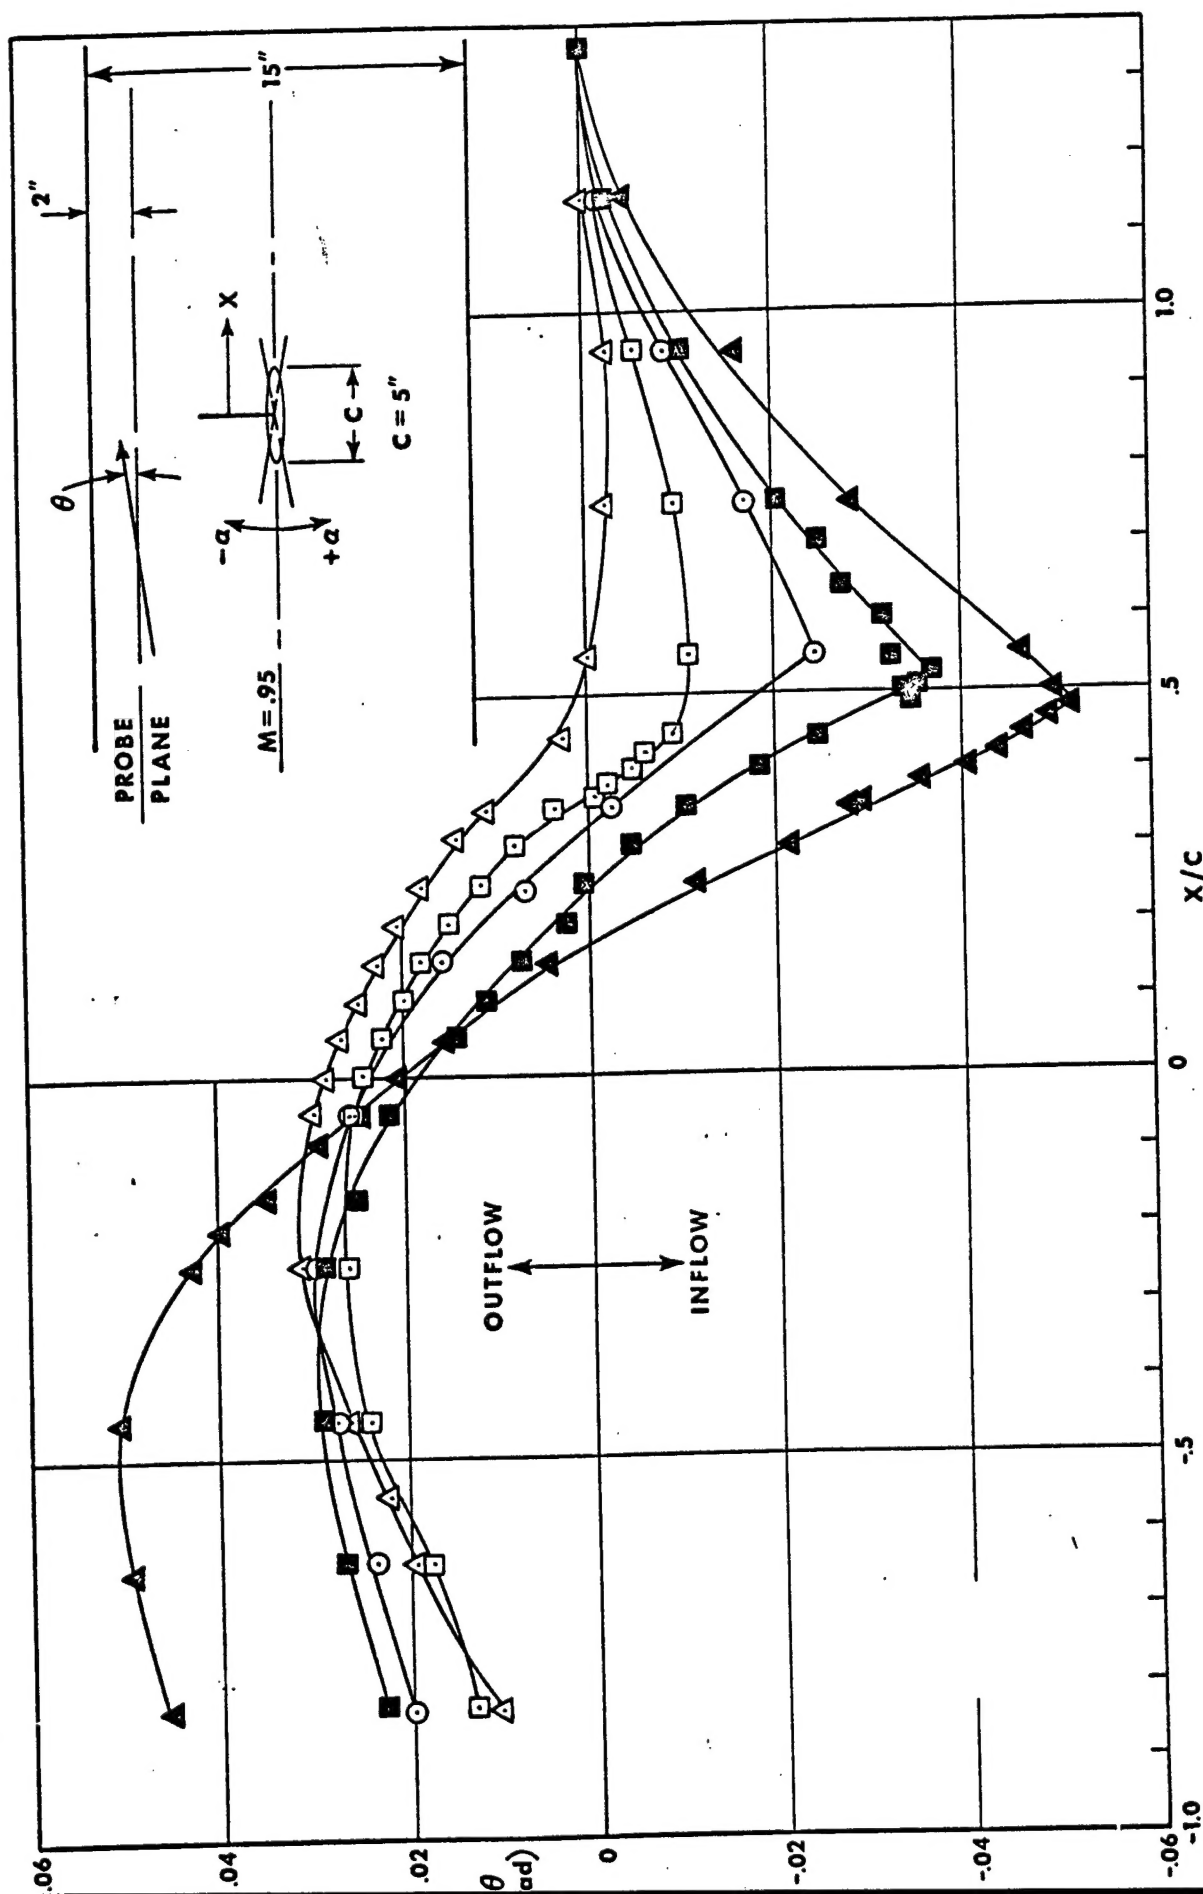 .06
.04
.02
0
-.02
-.04
-.06
θ
ad)
-1.0
-.5
0
.5
1.0
X/C
OUTFLOW
INFLOW
PROBE
PLANE
θ
2"
15"
M=.95
-α
+α
X
C
C = 5"